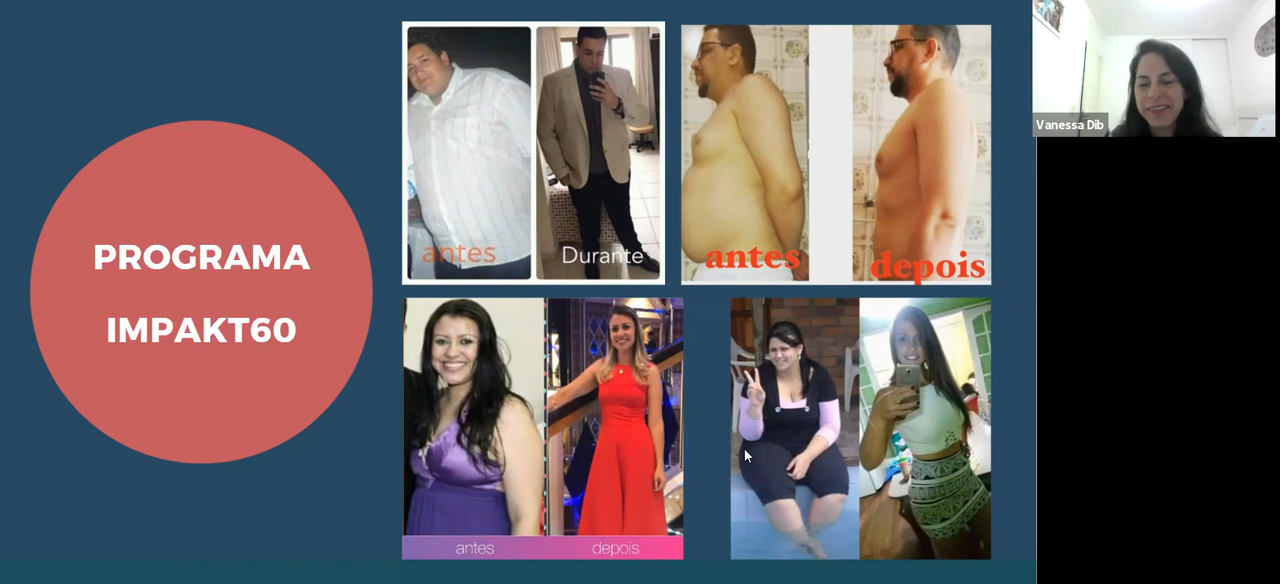 PROGRAMA
IMPAKT60
antes
Durante
antes
depois
antes
depois
Vanessa Dib